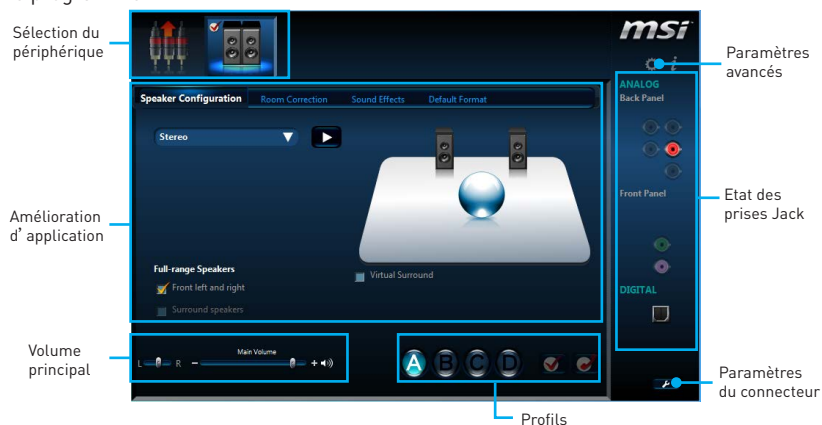 Sélection du
périphérique
msi
Paramètres
avancés
ANALOG
Back Panel
Speaker Configuration
Room Correction
Sound Effects
Default Format
Stereo
Front Panel
Etat des
prises Jack
Amélioration
d'application
Full-range Speakers
Front left and right
Surround speakers
Virtual Surround
DIGITAL
Volume
principal
Main Volume
L R - +
A B C D
Paramètres
du connecteur
Profils